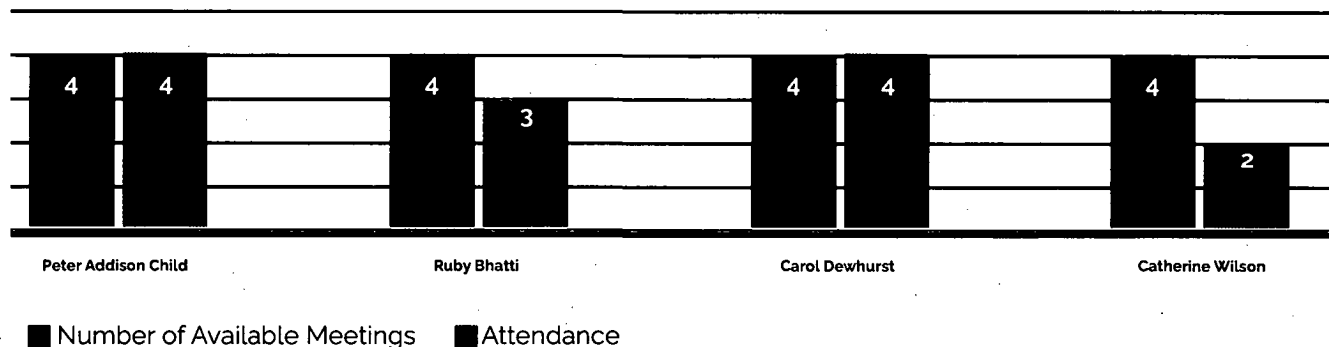 4 4 4 3 4 4 4 2
Peter Addison Child Ruby Bhatti Carol Dewhurst Catherine Wilson
Number of Available Meetings Attendance